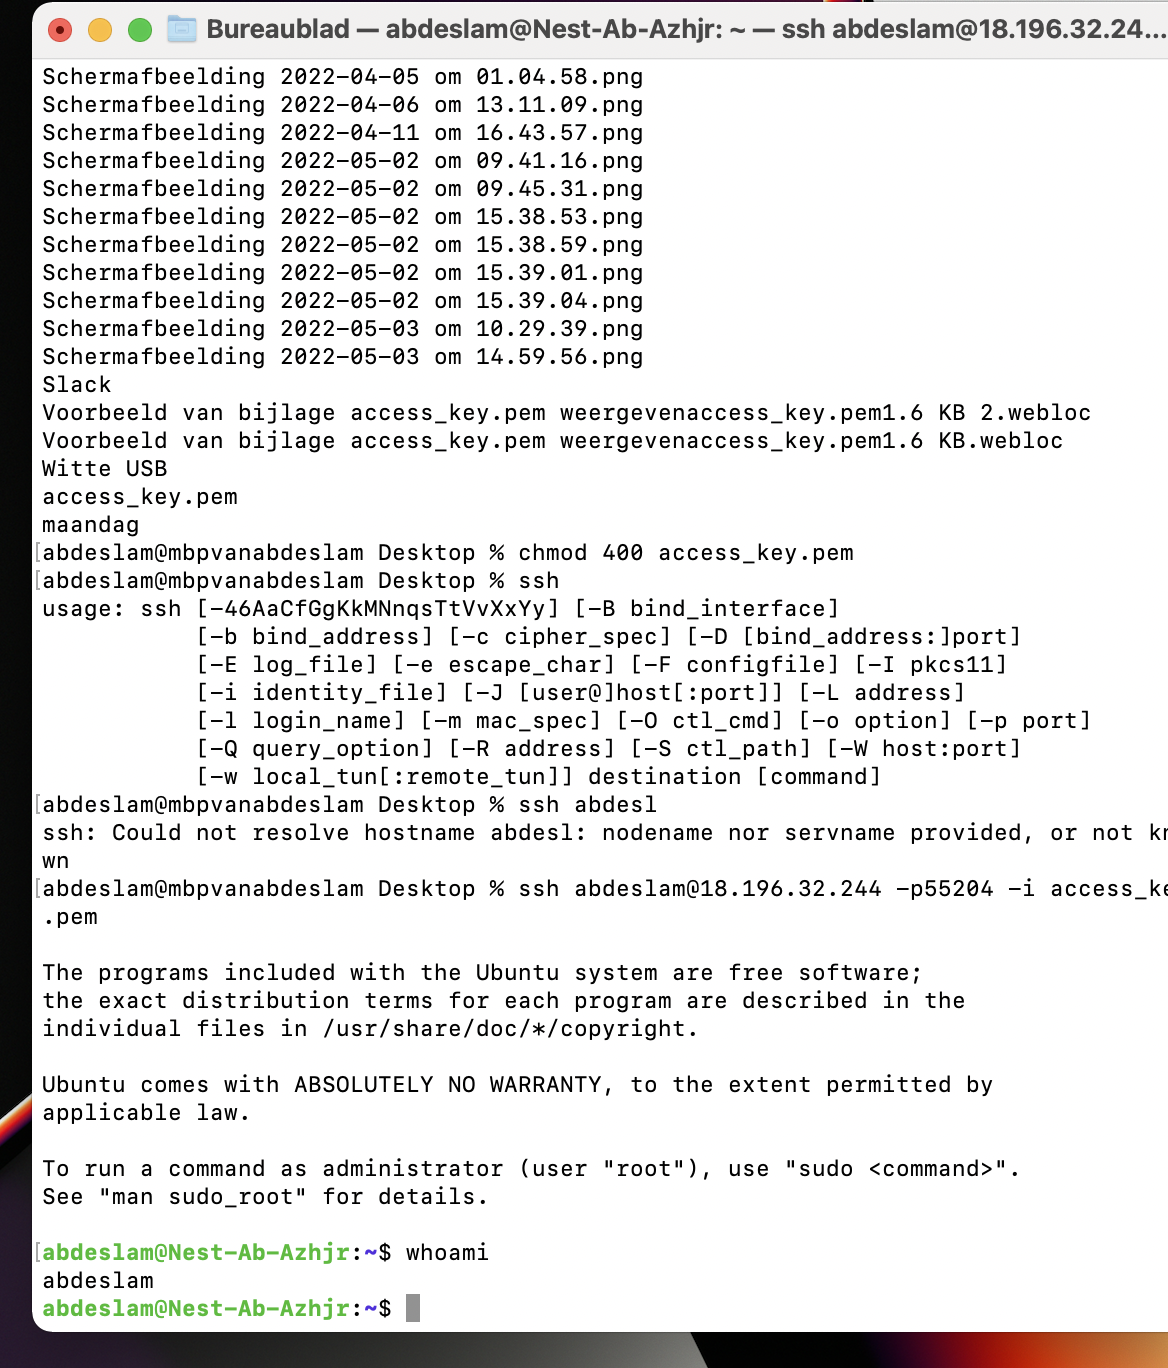 Bureaublad — abdeslam@Nest-Ab-Azhjr: ~ — ssh abdeslam@18.196.32.24...
Schermafbeelding 2022-04-05 om 01.04.58.png
Schermafbeelding 2022-04-06 om 13.11.09.png
Schermafbeelding 2022-04-11 om 16.43.57.png
Schermafbeelding 2022-05-02 om 09.41.16.png
Schermafbeelding 2022-05-02 om 09.45.31.png
Schermafbeelding 2022-05-02 om 15.38.53.png
Schermafbeelding 2022-05-02 om 15.38.59.png
Schermafbeelding 2022-05-02 om 15.39.01.png
Schermafbeelding 2022-05-02 om 15.39.04.png
Schermafbeelding 2022-05-03 om 10.29.39.png
Schermafbeelding 2022-05-03 om 14.59.56.png
Slack
Voorbeeld van bijlage access_key.pem weergevenaccess_key.pem1.6 KB 2.webloc
Voorbeeld van bijlage access_key.pem weergevenaccess_key.pem1.6 KB.webloc
Witte USB
access_key.pem
maandag
[abdeslam@mbpvanabdeslam Desktop % chmod 400 access_key.pem
[abdeslam@mbpvanabdeslam Desktop % ssh
usage: ssh [-46AaCfGgKkMNnqsTtVvXxYy] [-B bind_interface]
[-b bind_address] [-c cipher_spec] [-D [bind_address:]port]
[-E log_file] [-e escape_char] [-F configfile] [-I pkcs11]
[-i identity_file] [-J [user@]host[:port]] [-L address]
[-l login_name] [-m mac_spec] [-O ctl_cmd] [-o option] [-p port]
[-Q query_option] [-R address] [-S ctl_path] [-W host:port]
[-w local_tun[:remote_tun]] destination [command]
[abdeslam@mbpvanabdeslam Desktop % ssh abdesl
ssh: Could not resolve hostname abdesl: nodename nor servname provided, or not kn
wn
[abdeslam@mbpvanabdeslam Desktop % ssh abdeslam@18.196.32.244 -p55204 -i access_ke
.pem
The programs included with the Ubuntu system are free software;
the exact distribution terms for each program are described in the
individual files in /usr/share/doc/*/copyright.
Ubuntu comes with ABSOLUTELY NO WARRANTY, to the extent permitted by
applicable law.
To run a command as administrator (user "root"), use "sudo <command>".
See "man sudo_root" for details.
[abdeslam@Nest-Ab-Azhjr:~$ whoami
abdeslam
abdeslam@Nest-Ab-Azhjr:~$